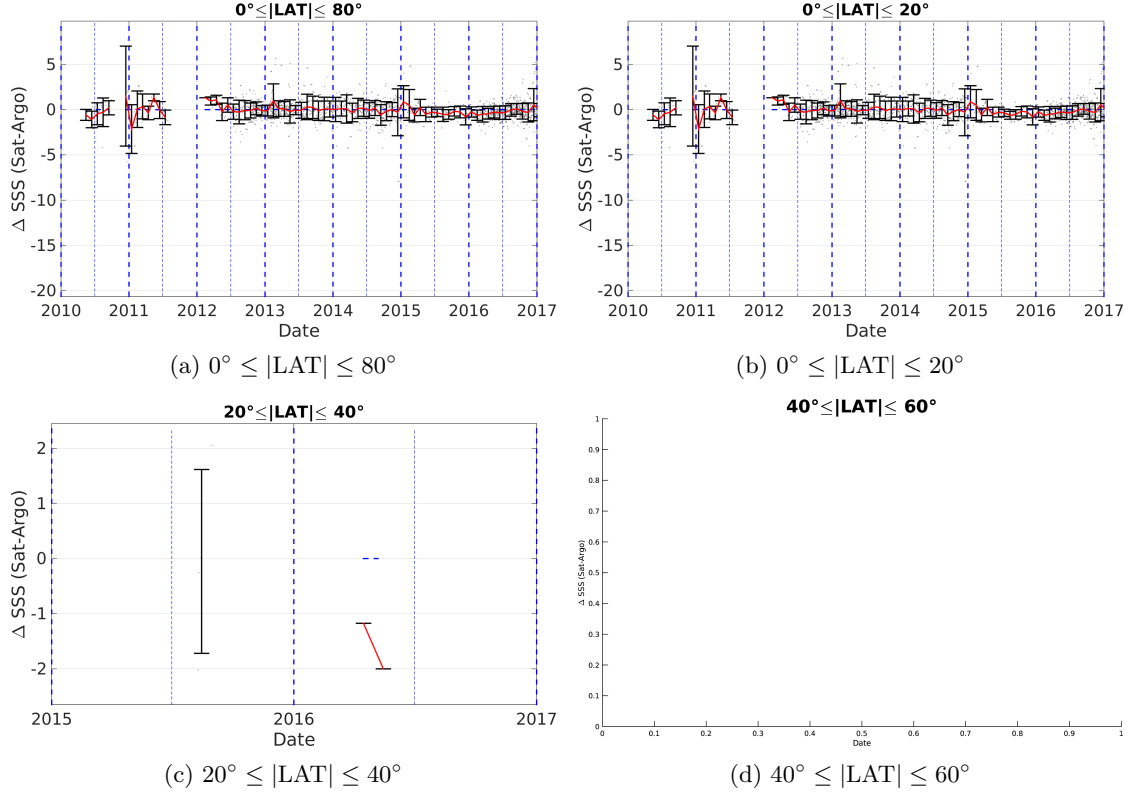 0°≤|LAT|≤ 80°
5
0
-5
-10
-15
-20
Δ SSS (Sat-Argo)
2010 2011 2012 2013 2014 2015 2016 2017
Date
(a) 0° ≤ |LAT| ≤ 80°
0°≤|LAT|≤ 20°
5
0
-5
-10
-15
-20
Δ SSS (Sat-Argo)
2010 2011 2012 2013 2014 2015 2016 2017
Date
(b) 0° ≤ |LAT| ≤ 20°
20°≤|LAT|≤ 40°
2
1
0
-1
-2
Δ SSS (Sat-Argo)
2015 2016 2017
Date
(c) 20° ≤ |LAT| ≤ 40°
40°≤|LAT|≤ 60°
1
0.9
0.8
0.7
0.6
0.5
0.4
0.3
0.2
0.1
0
Δ SSS (Sat-Argo)
0 0.1 0.2 0.3 0.4 0.5 0.6 0.7 0.8 0.9 1
Date
(d) 40° ≤ |LAT| ≤ 60°